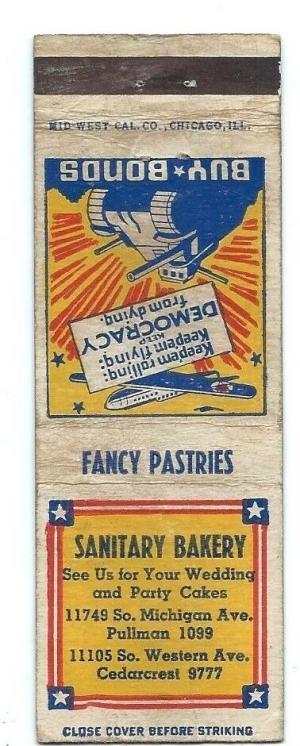 MID-WEST CAL. CO., CHICAGO, ILL.
BUY★BONDS
Keep'em rolling;
Keep'em flying;
KEEP
DEMOCRACY
from dying.
FANCY PASTRIES
SANITARY BAKERY
See Us for Your Wedding
and Party Cakes
11749 So. Michigan Ave.
Pullman 1099
11105 So. Western Ave.
Cedarcrest 9777
CLOSE COVER BEFORE STRIKING